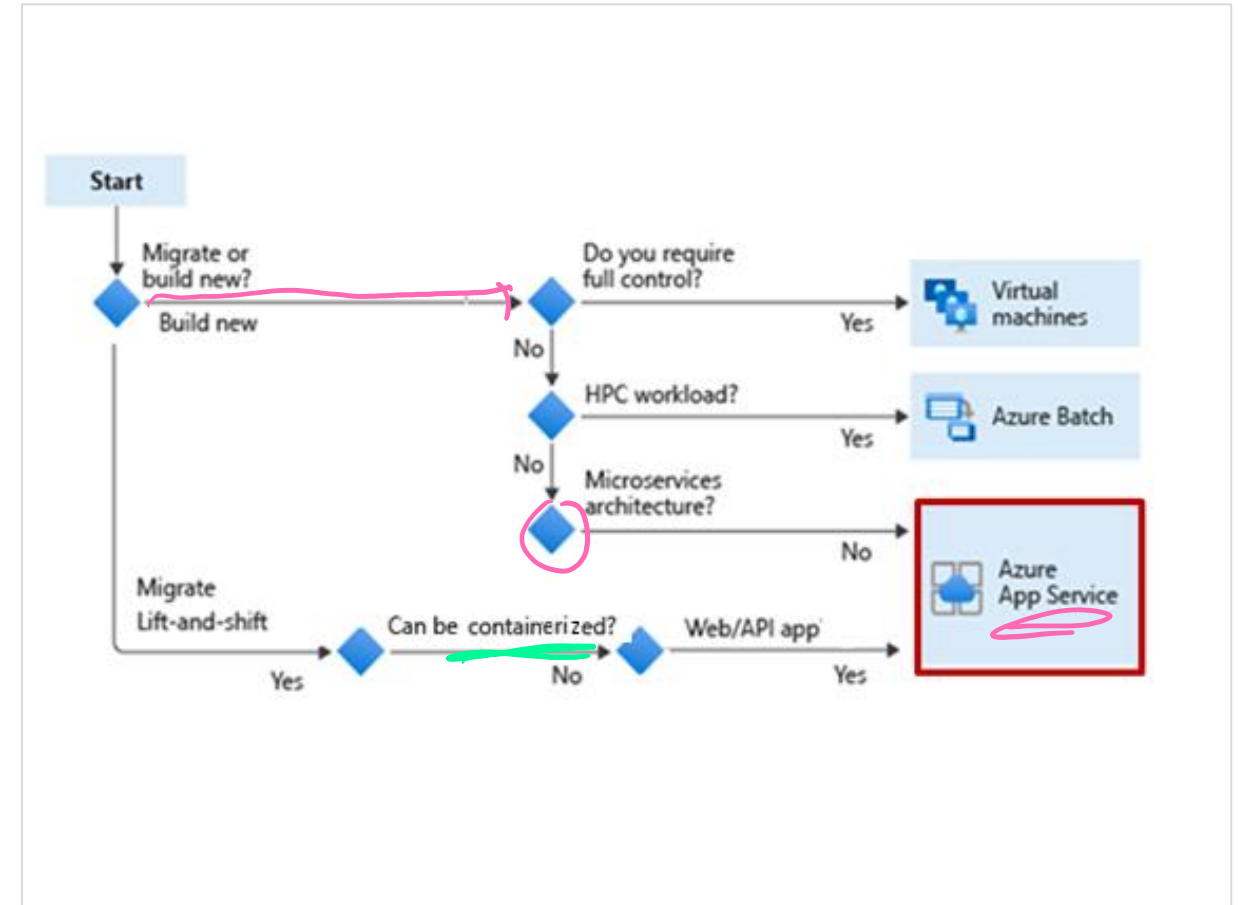 Start
Migrate or
build new?
Build new
Do you require
full control?
Yes
Virtual
machines
No
HPC workload?
Yes
Azure Batch
No
Microservices
architecture?
No
Azure
App Service
Migrate
Lift-and-shift
Yes
Can be containerized?
No
Web/API app
Yes